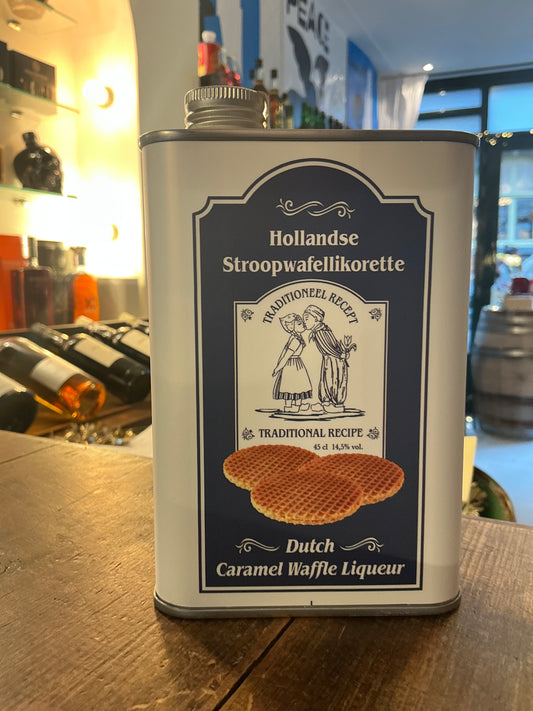 PEACE
Hollandse
Stroopwafellikorette
TRADITIONEEL RECEPT
TRADITIONAL RECIPE
45 cl 14,5% vol.
Dutch
Caramel Waffle Liqueur